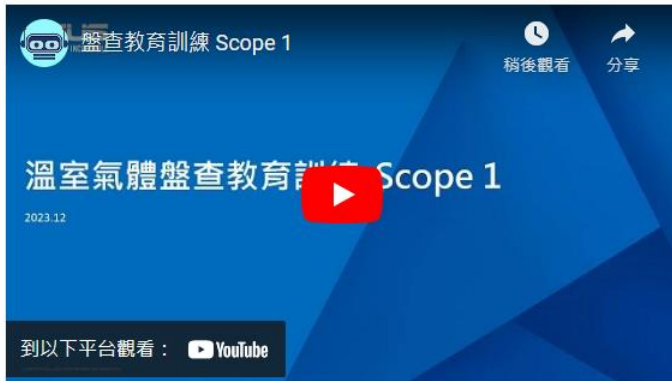 盤查教育訓練 Scope 1
稍後觀看
分享
溫室氣體盤查教育訓練 Scope 1
2023.12
到以下平台觀看：
YouTube